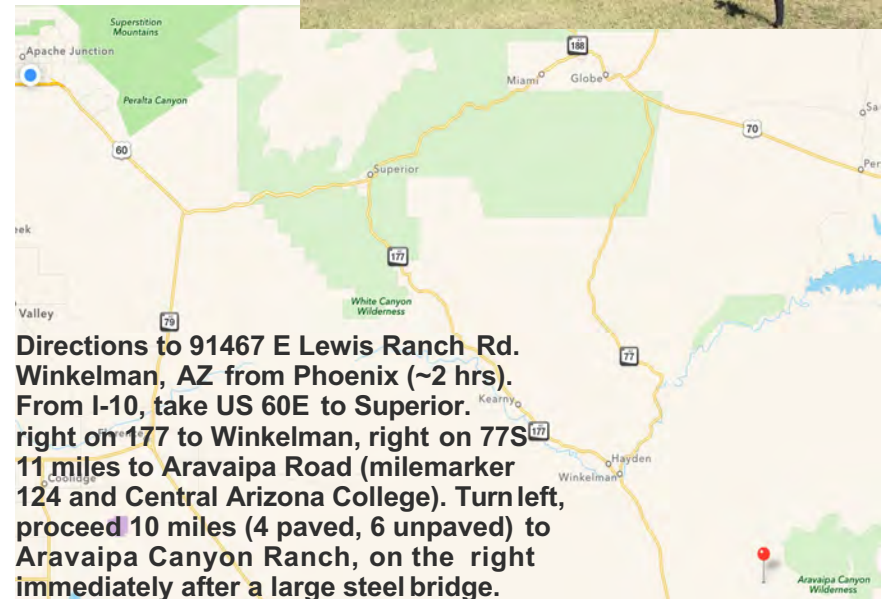 Superstition
Mountains
Apache Junction
188
Miami
Globe
Peralta Canyon
70
60
Superior
177
White Canyon
Wilderness
Valley
79
77
Directions to 91467 E Lewis Ranch Rd.
Winkelman, AZ from Phoenix (~2 hrs).
From I-10, take US 60E to Superior.
Kearny
right on 177 to Winkelman, right on 77S
177
Florence
11 miles to Aravaipa Road (milemarker
Hayden
124 and Central Arizona College). Turn left,
Coolidge
Winkelman
proceed 10 miles (4 paved, 6 unpaved) to
Aravaipa Canyon Ranch, on the right
immediately after a large steel bridge.
Aravaipa Canyon
Wilderness